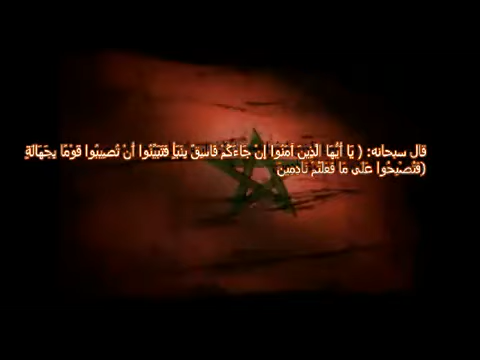 قال سبحانه: ( يَا أَيُّهَا الَّذِينَ آمَنُوا إِنْ جَاءَكُمْ فَاسِقٌ بِنَبَأٍ فَتَبَيَّنُوا أَنْ تُصِيبُوا قَوْمًا بِجَهَالَةٍ
فَتُصْبِحُوا عَلَى مَا فَعَلْتُمْ نَادِمِينَ)